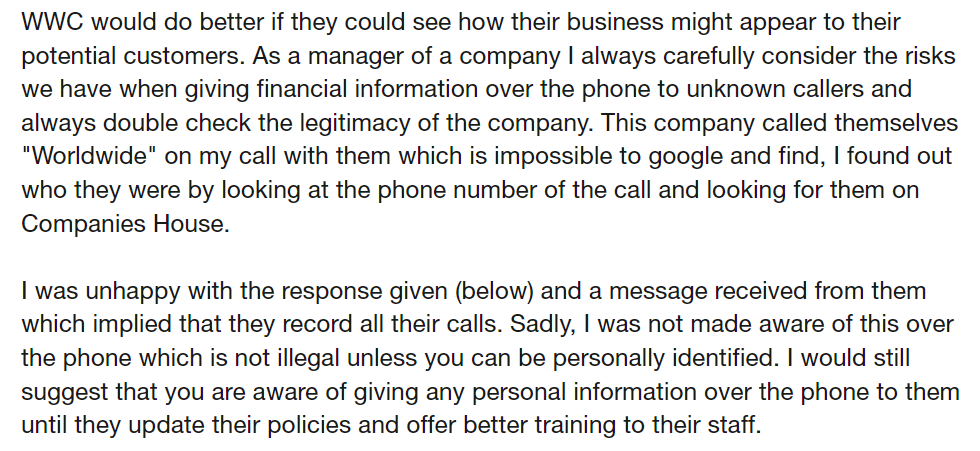 WWC would do better if they could see how their business might appear to their
potential customers. As a manager of a company I always carefully consider the risks
we have when giving financial information over the phone to unknown callers and
always double check the legitimacy of the company. This company called themselves
"Worldwide" on my call with them which is impossible to google and find, I found out
who they were by looking at the phone number of the call and looking for them on
Companies House.
I was unhappy with the response given (below) and a message received from them
which implied that they record all their calls. Sadly, I was not made aware of this over
the phone which is not illegal unless you can be personally identified. I would still
suggest that you are aware of giving any personal information over the phone to them
until they update their policies and offer better training to their staff.